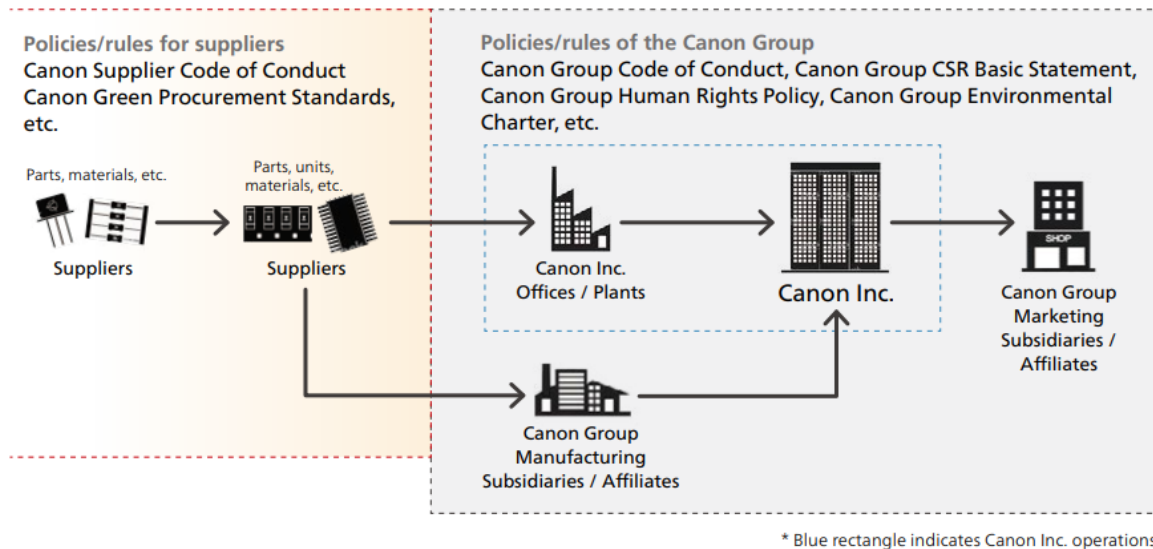 Policies/rules for suppliers
Canon Supplier Code of Conduct
Canon Green Procurement Standards,
etc.
Policies/rules of the Canon Group
Canon Group Code of Conduct, Canon Group CSR Basic Statement,
Canon Group Human Rights Policy, Canon Group Environmental
Charter, etc.
Parts, materials, etc.
Suppliers
Parts, units,
materials, etc.
Suppliers
Canon Inc.
Offices / Plants
Canon Inc.
SHOP
Canon Group
Marketing
Subsidiaries /
Affiliates
Canon Group
Manufacturing
Subsidiaries / Affiliates
* Blue rectangle indicates Canon Inc. operations